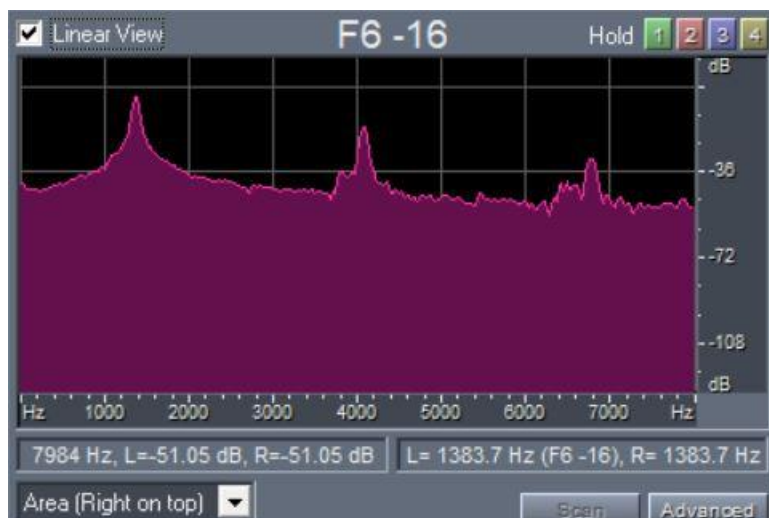 Linear View F6 -16 Hold 1 2 3 4
dB
-36
-72
-108
dB
Hz 1000 2000 3000 4000 5000 6000 7000 Hz
7984 Hz, L=-51.05 dB, R=-51.05 dB L= 1383.7 Hz (F6 -16), R= 1383.7 Hz
Area (Right on top) Scan Advanced